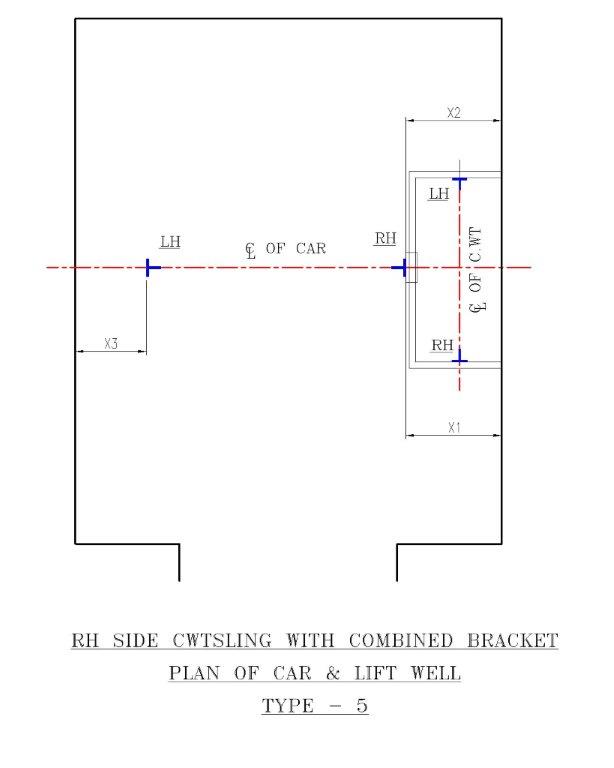 X2
LH
LH
℄ OF CAR
RH
℄ OF C.WT
X3
RH
X1
RH SIDE CWTSLING WITH COMBINED BRACKET
PLAN OF CAR & LIFT WELL
TYPE - 5